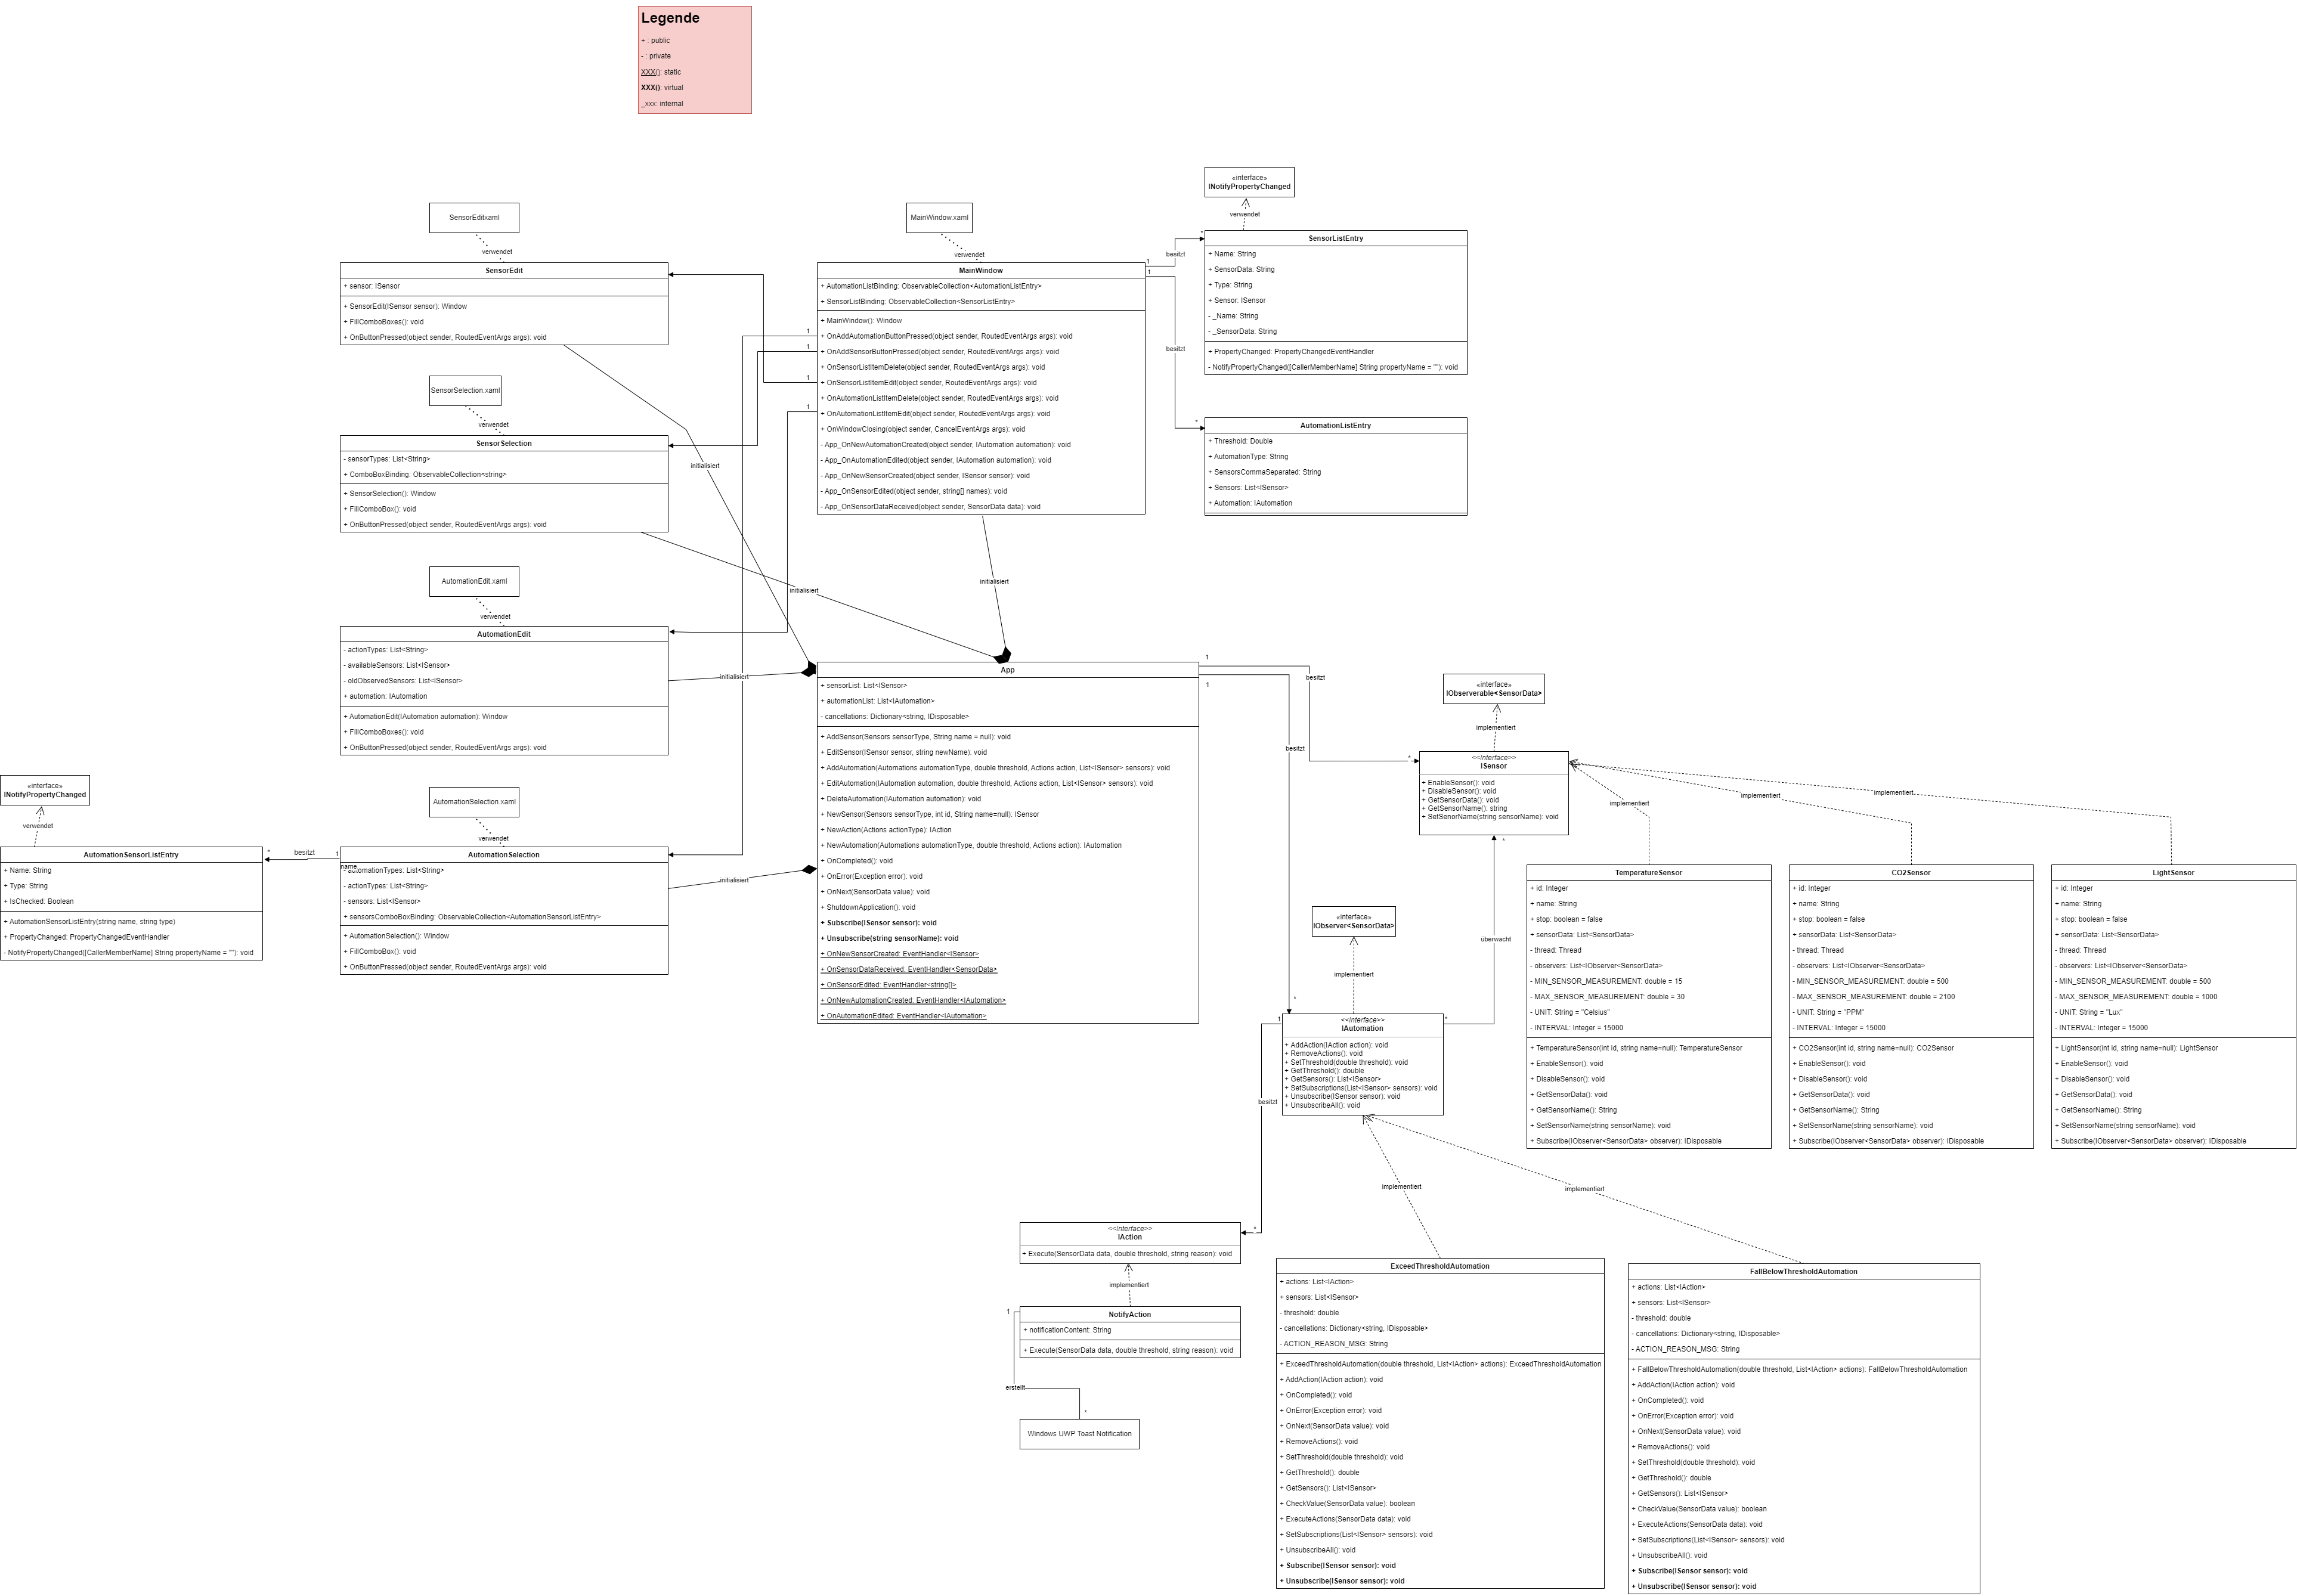 Legende
+ : public
- : private
XXX(): static
XXX(): virtual
_xxx: internal
«interface»
INotifyPropertyChanged
verwendet
SensorEditxaml
verwendet
MainWindow.xaml
verwendet
SensorListEntry
+ Name: String
+ SensorData: String
+ Type: String
+ Sensor: ISensor
- _Name: String
- _SensorData: String
+ PropertyChanged: PropertyChangedEventHandler
- NotifyPropertyChanged([CallerMemberName] String propertyName = ""): void
SensorEdit
+ sensor: ISensor
+ SensorEdit(ISensor sensor): Window
+ FillComboBoxes(): void
+ OnButtonPressed(object sender, RoutedEventArgs args): void
MainWindow
+ AutomationListBinding: ObservableCollection<AutomationListEntry>
+ SensorListBinding: ObservableCollection<SensorListEntry>
+ MainWindow(): Window
+ OnAddAutomationButtonPressed(object sender, RoutedEventArgs args): void
+ OnAddSensorButtonPressed(object sender, RoutedEventArgs args): void
+ OnSensorListItemDelete(object sender, RoutedEventArgs args): void
+ OnSensorListItemEdit(object sender, RoutedEventArgs args): void
+ OnAutomationListItemDelete(object sender, RoutedEventArgs args): void
+ OnAutomationListItemEdit(object sender, RoutedEventArgs args): void
+ OnWindowClosing(object sender, CancelEventArgs args): void
- App_OnNewAutomationCreated(object sender, IAutomation automation): void
- App_OnAutomationEdited(object sender, IAutomation automation): void
- App_OnNewSensorCreated(object sender, ISensor sensor): void
- App_OnSensorEdited(object sender, string[] names): void
- App_OnSensorDataReceived(object sender, SensorData data): void
1
*
besitzt
1
besitzt
*
1
1
1
1
AutomationListEntry
+ Threshold: Double
+ AutomationType: String
+ SensorsCommaSeparated: String
+ Sensors: List<ISensor>
+ Automation: IAutomation
SensorSelection.xaml
verwendet
SensorSelection
- sensorTypes: List<String>
+ ComboBoxBinding: ObservableCollection<string>
+ SensorSelection(): Window
+ FillComboBox(): void
+ OnButtonPressed(object sender, RoutedEventArgs args): void
initialisiert
initialisiert
initialisiert
AutomationEdit.xaml
verwendet
AutomationEdit
- actionTypes: List<String>
- availableSensors: List<ISensor>
- oldObservedSensors: List<ISensor>
+ automation: IAutomation
+ AutomationEdit(IAutomation automation): Window
+ FillComboBoxes(): void
+ OnButtonPressed(object sender, RoutedEventArgs args): void
initialisiert
App
+ sensorList: List<ISensor>
+ automationList: List<IAutomation>
- cancellations: Dictionary<string, IDisposable>
+ AddSensor(Sensors sensorType, String name = null): void
+ EditSensor(ISensor sensor, string newName): void
+ AddAutomation(Automations automationType, double threshold, Actions action, List<ISensor> sensors): void
+ EditAutomation(IAutomation automation, double threshold, Actions action, List<ISensor> sensors): void
+ DeleteAutomation(IAutomation automation): void
+ NewSensor(Sensors sensorType, int id, String name=null): ISensor
+ NewAction(Actions actionType): IAction
+ NewAutomation(Automations automationType, double threshold, Actions action): IAutomation
+ OnCompleted(): void
+ OnError(Exception error): void
+ OnNext(SensorData value): void
+ ShutdownApplication(): void
+ Subscribe(ISensor sensor): void
+ Unsubscribe(string sensorName): void
+ OnNewSensorCreated: EventHandler<ISensor>
+ OnSensorDataReceived: EventHandler<SensorData>
+ OnSensorEdited: EventHandler<string[]>
+ OnNewAutomationCreated: EventHandler<IAutomation>
+ OnAutomationEdited: EventHandler<IAutomation>
1
besitzt
*
1
besitzt
*
«interface»
IObserverable<SensorData>
implementiert
<<Interface>>
ISensor
+ EnableSensor(): void
+ DisableSensor(): void
+ GetSensorData(): void
+ GetSensorName(): string
+ SetSenorName(string sensorName): void
implementiert
implementiert
implementiert
«interface»
INotifyPropertyChanged
verwendet
AutomationSensorListEntry
+ Name: String
+ Type: String
+ IsChecked: Boolean
+ AutomationSensorListEntry(string name, string type)
+ PropertyChanged: PropertyChangedEventHandler
- NotifyPropertyChanged([CallerMemberName] String propertyName = ""): void
*
besitzt
1
name
AutomationSelection.xaml
verwendet
AutomationSelection
- automationTypes: List<String>
- actionTypes: List<String>
- sensors: List<ISensor>
+ sensorsComboBoxBinding: ObservableCollection<AutomationSensorListEntry>
+ AutomationSelection(): Window
+ FillComboBox(): void
+ OnButtonPressed(object sender, RoutedEventArgs args): void
initialisiert
TemperatureSensor
+ id: Integer
+ name: String
+ stop: boolean = false
+ sensorData: List<SensorData>
- thread: Thread
- observers: List<IObserver<SensorData>
- MIN_SENSOR_MEASUREMENT: double = 15
- MAX_SENSOR_MEASUREMENT: double = 30
- UNIT: String = "Celsius"
- INTERVAL: Integer = 15000
+ TemperatureSensor(int id, string name=null): TemperatureSensor
+ EnableSensor(): void
+ DisableSensor(): void
+ GetSensorData(): void
+ GetSensorName(): String
+ SetSensorName(string sensorName): void
+ Subscribe(IObserver<SensorData> observer): IDisposable
CO2Sensor
+ id: Integer
+ name: String
+ stop: boolean = false
+ sensorData: List<SensorData>
- thread: Thread
- observers: List<IObserver<SensorData>
- MIN_SENSOR_MEASUREMENT: double = 500
- MAX_SENSOR_MEASUREMENT: double = 2100
- UNIT: String = "PPM"
- INTERVAL: Integer = 15000
+ CO2Sensor(int id, string name=null): CO2Sensor
+ EnableSensor(): void
+ DisableSensor(): void
+ GetSensorData(): void
+ GetSensorName(): String
+ SetSensorName(string sensorName): void
+ Subscribe(IObserver<SensorData> observer): IDisposable
LightSensor
+ id: Integer
+ name: String
+ stop: boolean = false
+ sensorData: List<SensorData>
- thread: Thread
- observers: List<IObserver<SensorData>
- MIN_SENSOR_MEASUREMENT: double = 500
- MAX_SENSOR_MEASUREMENT: double = 1000
- UNIT: String = "Lux"
- INTERVAL: Integer = 15000
+ LightSensor(int id, string name=null): LightSensor
+ EnableSensor(): void
+ DisableSensor(): void
+ GetSensorData(): void
+ GetSensorName(): String
+ SetSensorName(string sensorName): void
+ Subscribe(IObserver<SensorData> observer): IDisposable
«interface»
IObserver<SensorData>
implementiert
*
überwacht
*
<<Interface>>
IAutomation
+ AddAction(IAction action): void
+ RemoveActions(): void
+ SetThreshold(double threshold): void
+ GetThreshold(): double
+ GetSensors(): List<ISensor>
+ SetSubscriptions(List<ISensor> sensors): void
+ Unsubscribe(ISensor sensor): void
+ UnsubscribeAll(): void
1
besitzt
*
implementiert
implementiert
<<Interface>>
IAction
+ Execute(SensorData data, double threshold, string reason): void
implementiert
NotifyAction
+ notificationContent: String
+ Execute(SensorData data, double threshold, string reason): void
1
erstellt
*
Windows UWP Toast Notification
ExceedThresholdAutomation
+ actions: List<IAction>
+ sensors: List<ISensor>
- threshold: double
- cancellations: Dictionary<string, IDisposable>
- ACTION_REASON_MSG: String
+ ExceedThresholdAutomation(double threshold, List<IAction> actions): ExceedThresholdAutomation
+ AddAction(IAction action): void
+ OnCompleted(): void
+ OnError(Exception error): void
+ OnNext(SensorData value): void
+ RemoveActions(): void
+ SetThreshold(double threshold): void
+ GetThreshold(): double
+ GetSensors(): List<ISensor>
+ CheckValue(SensorData value): boolean
+ ExecuteActions(SensorData data): void
+ SetSubscriptions(List<ISensor> sensors): void
+ UnsubscribeAll(): void
+ Subscribe(ISensor sensor): void
+ Unsubscribe(ISensor sensor): void
FallBelowThresholdAutomation
+ actions: List<IAction>
+ sensors: List<ISensor>
- threshold: double
- cancellations: Dictionary<string, IDisposable>
- ACTION_REASON_MSG: String
+ FallBelowThresholdAutomation(double threshold, List<IAction> actions): FallBelowThresholdAutomation
+ AddAction(IAction action): void
+ OnCompleted(): void
+ OnError(Exception error): void
+ OnNext(SensorData value): void
+ RemoveActions(): void
+ SetThreshold(double threshold): void
+ GetThreshold(): double
+ GetSensors(): List<ISensor>
+ CheckValue(SensorData value): boolean
+ ExecuteActions(SensorData data): void
+ SetSubscriptions(List<ISensor> sensors): void
+ UnsubscribeAll(): void
+ Subscribe(ISensor sensor): void
+ Unsubscribe(ISensor sensor): void